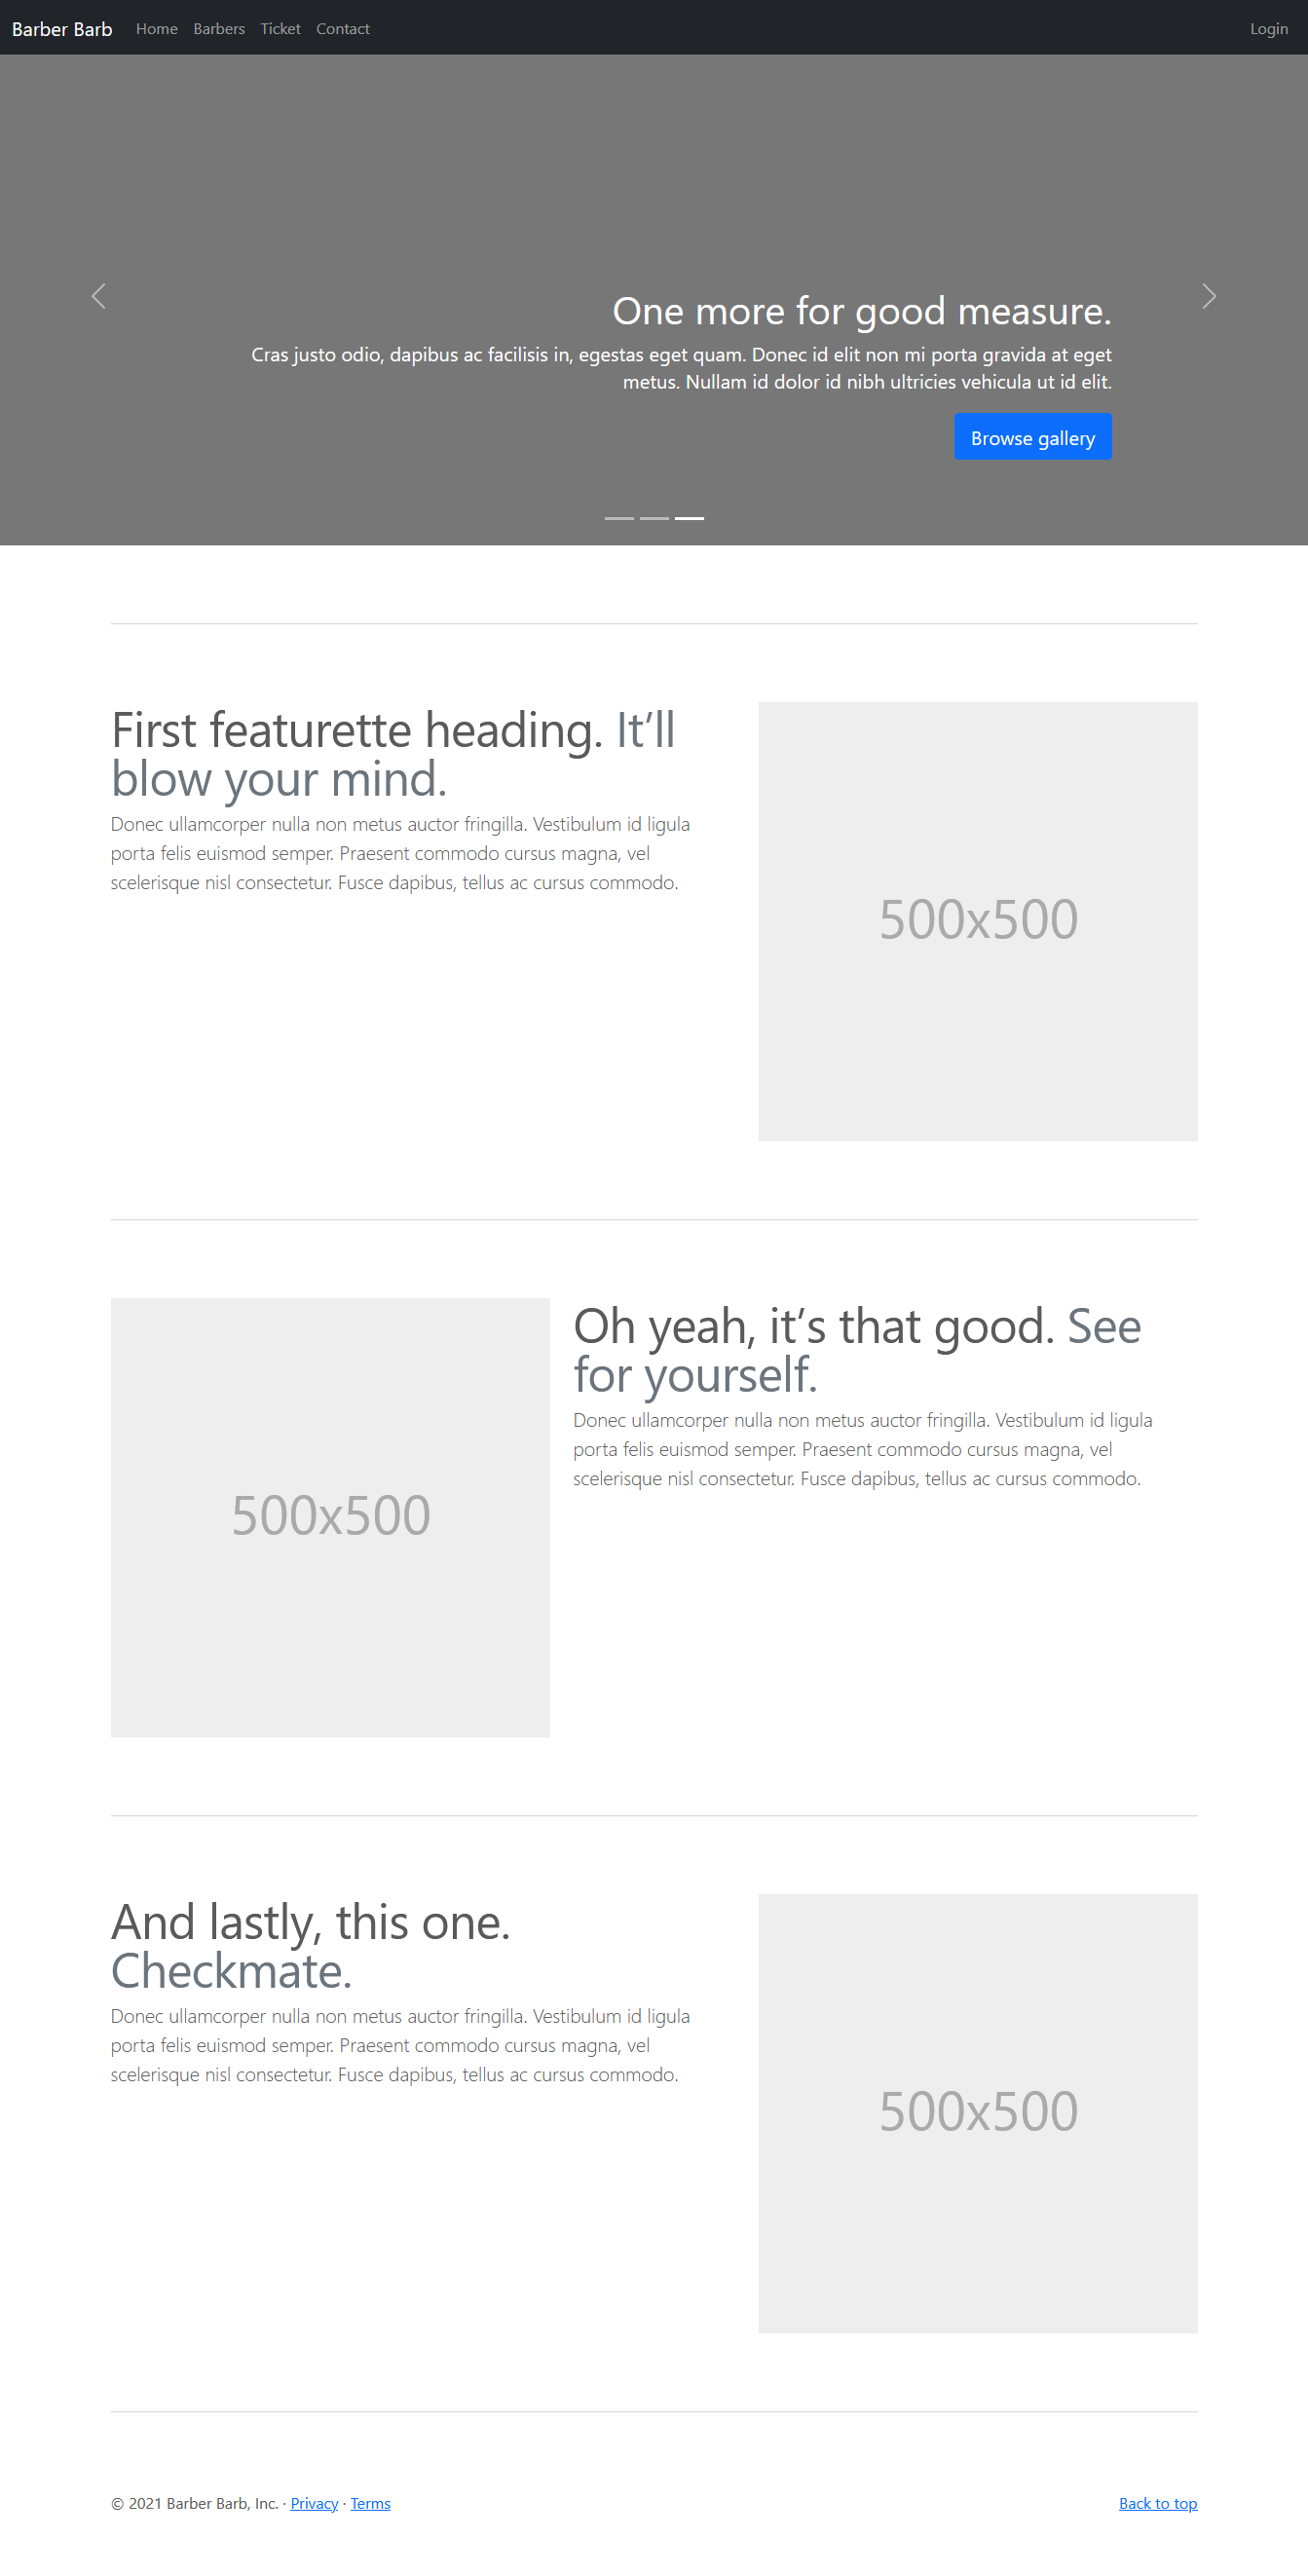 Barber Barb Home Barbers Ticket Contact Login
One more for good measure.
Cras justo odio, dapibus ac facilisis in, egestas eget quam. Donec id elit non mi porta gravida at eget
metus. Nullam id dolor id nibh ultricies vehicula ut id elit.
Browse gallery
First featurette heading. It’ll
blow your mind.
Donec ullamcorper nulla non metus auctor fringilla. Vestibulum id ligula
porta felis euismod semper. Praesent commodo cursus magna, vel
scelerisque nisl consectetur. Fusce dapibus, tellus ac cursus commodo.
500x500
500x500
Oh yeah, it’s that good. See
for yourself.
Donec ullamcorper nulla non metus auctor fringilla. Vestibulum id ligula
porta felis euismod semper. Praesent commodo cursus magna, vel
scelerisque nisl consectetur. Fusce dapibus, tellus ac cursus commodo.
And lastly, this one.
Checkmate.
Donec ullamcorper nulla non metus auctor fringilla. Vestibulum id ligula
porta felis euismod semper. Praesent commodo cursus magna, vel
scelerisque nisl consectetur. Fusce dapibus, tellus ac cursus commodo.
500x500
© 2021 Barber Barb, Inc. · Privacy · Terms
Back to top